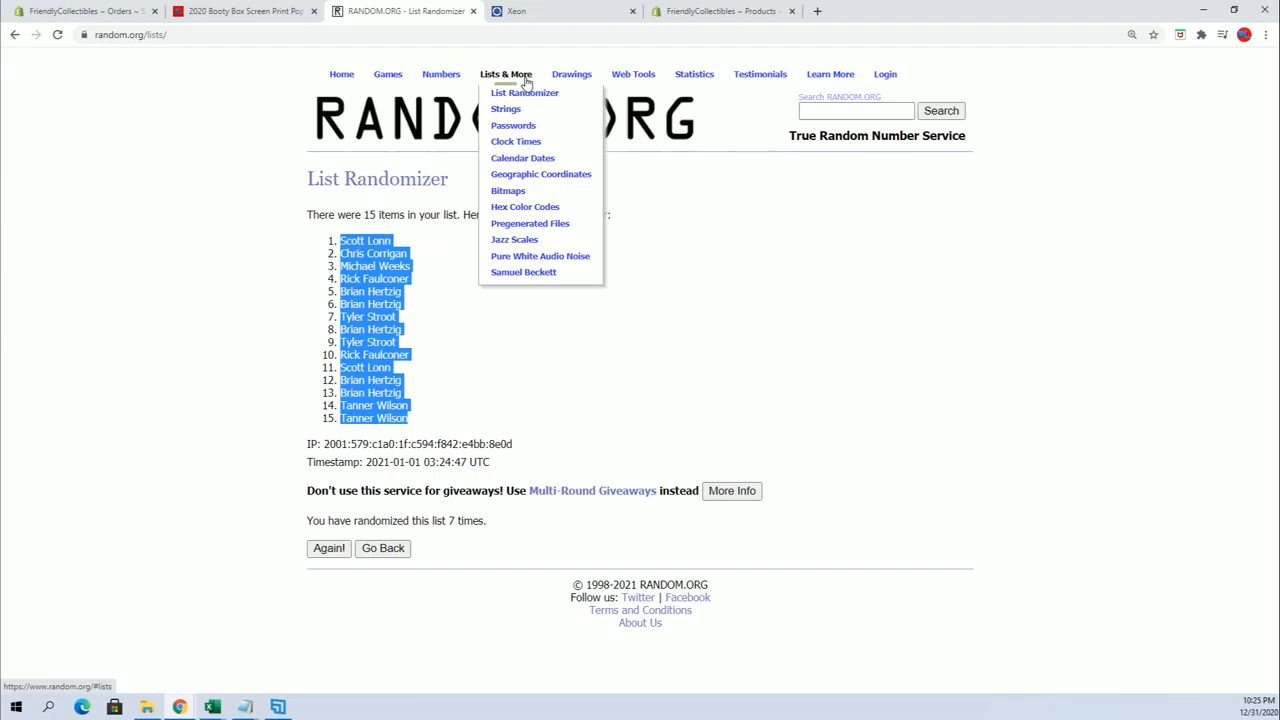 FriendlyCollectibles ~ Orders ~ S
2020 Booty Box Screen Print Pop
RANDOM.ORG - List Randomizer
Xeon
FriendlyCollectibles ~ Products ~
random.org/lists/
Home Games Numbers Lists & More Drawings Web Tools Statistics Testimonials Learn More Login
List Randomizer
Strings
Passwords
Clock Times
Calendar Dates
Geographic Coordinates
Bitmaps
Hex Color Codes
Pregenerated Files
Jazz Scales
Pure White Audio Noise
Samuel Beckett
Search RANDOM.ORG
Search
True Random Number Service
List Randomizer
There were 15 items in your list. Her
1. Scott Lonn
2. Chris Corrigan
3. Michael Weeks
4. Rick Faulconer
5. Brian Hertzig
6. Brian Hertzig
7. Tyler Stroot
8. Brian Hertzig
9. Tyler Stroot
10. Rick Faulconer
11. Scott Lonn
12. Brian Hertzig
13. Brian Hertzig
14. Tanner Wilson
15. Tanner Wilson
IP: 2001:579:c1a0:1f:c594:f842:e4bb:8e0d
Timestamp: 2021-01-01 03:24:47 UTC
Don't use this service for giveaways! Use Multi-Round Giveaways instead More Info
You have randomized this list 7 times.
Again! Go Back
© 1998-2021 RANDOM.ORG
Follow us: Twitter | Facebook
Terms and Conditions
About Us
https://www.random.org/#lists
10:25 PM
12/31/2020